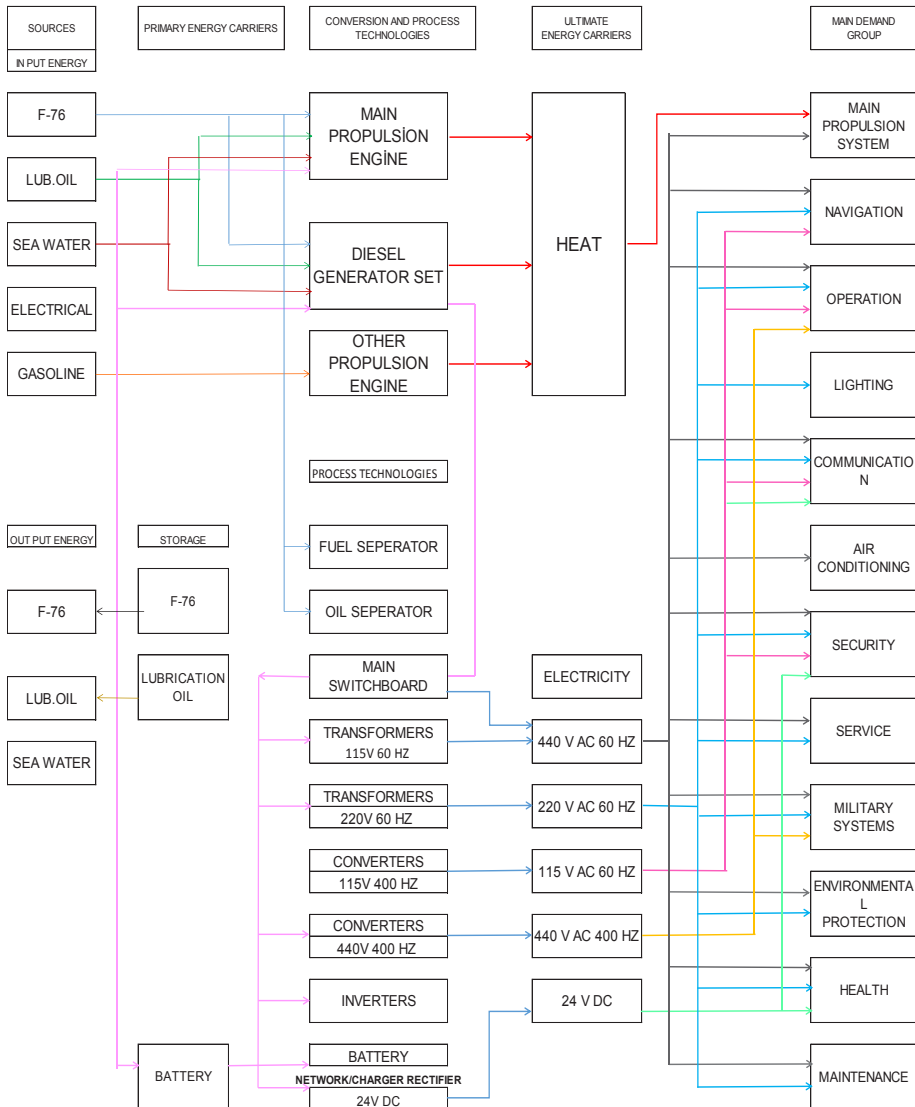 SOURCES
PRIMARY ENERGY CARRIERS
CONVERSION AND PROCESS
TECHNOLOGIES
ULTIMATE
ENERGY CARRIERS
MAIN DEMAND
GROUP
IN PUT ENERGY
F-76
LUB.OIL
SEA WATER
ELECTRICAL
GASOLINE
MAIN
PROPULSİON
ENGİNE
DIESEL
GENERATOR SET
OTHER
PROPULSION
ENGINE
HEAT
MAIN
PROPULSION
SYSTEM
NAVIGATION
OPERATION
LIGHTING
COMMUNICATIO
N
AIR
CONDITIONING
SECURITY
SERVICE
MILITARY
SYSTEMS
ENVIRONMENTA
L
PROTECTION
HEALTH
MAINTENANCE
PROCESS TECHNOLOGIES
FUEL SEPERATOR
OIL SEPERATOR
OUT PUT ENERGY
STORAGE
F-76
F-76
LUB.OIL
LUBRICATION
OIL
SEA WATER
MAIN
SWITCHBOARD
TRANSFORMERS
115V 60 HZ
TRANSFORMERS
220V 60 HZ
CONVERTERS
115V 400 HZ
CONVERTERS
440V 400 HZ
INVERTERS
BATTERY
BATTERY
NETWORK/CHARGER RECTIFIER
24V DC
ELECTRICITY
440 V AC 60 HZ
220 V AC 60 HZ
115 V AC 60 HZ
440 V AC 400 HZ
24 V DC